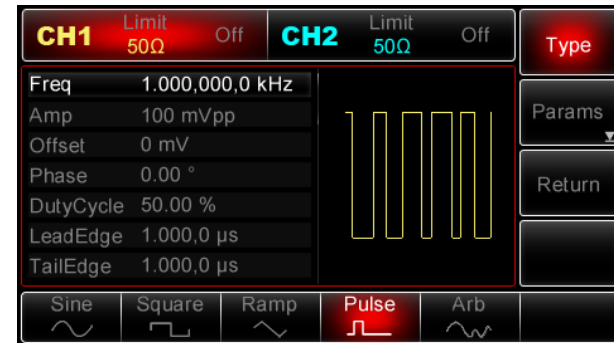 CH1 Limit 50Ω Off CH2 Limit 50Ω Off
Type
Freq 1.000,000,0 kHz
Amp 100 mVpp
Offset 0 mV
Phase 0.00 °
DutyCycle 50.00 %
LeadEdge 1.000,0 µs
TailEdge 1.000,0 µs
Params
Return
Sine Square Ramp Pulse Arb